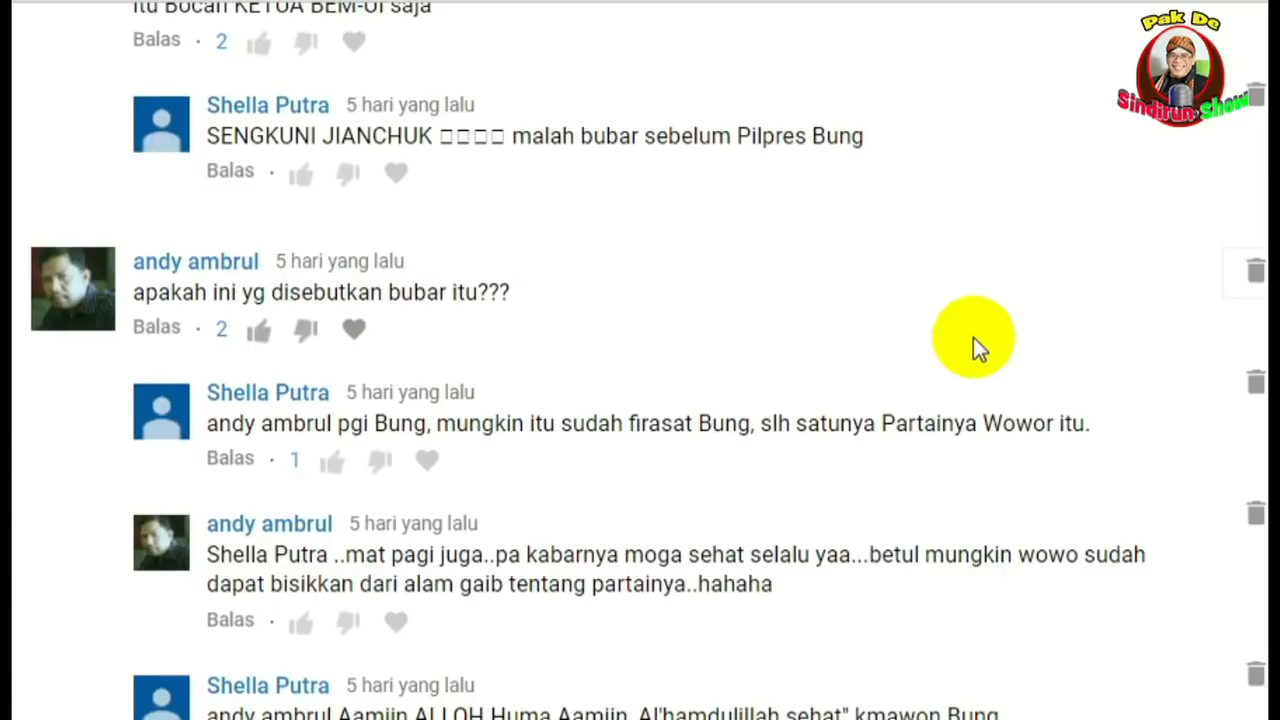 itu Bocah KETUA BEM-UI saja
Balas · 2
Pak De
Sindirun Show
Shella Putra 5 hari yang lalu
SENGKUNI JIANCHUK □□□□ malah bubar sebelum Pilpres Bung
Balas ·
andy ambrul 5 hari yang lalu
apakah ini yg disebutkan bubar itu???
Balas · 2
Shella Putra 5 hari yang lalu
andy ambrul pgi Bung, mungkin itu sudah firasat Bung, slh satunya Partainya Wowor itu.
Balas · 1
andy ambrul 5 hari yang lalu
Shella Putra ..mat pagi juga..pa kabarnya moga sehat selalu yaa...betul mungkin wowo sudah
dapat bisikkan dari alam gaib tentang partainya..hahaha
Balas ·
Shella Putra 5 hari yang lalu
andy ambrul Aamiin ALLOH Huma Aamiin, Al'hamdulillah sehat" kmawon Bung